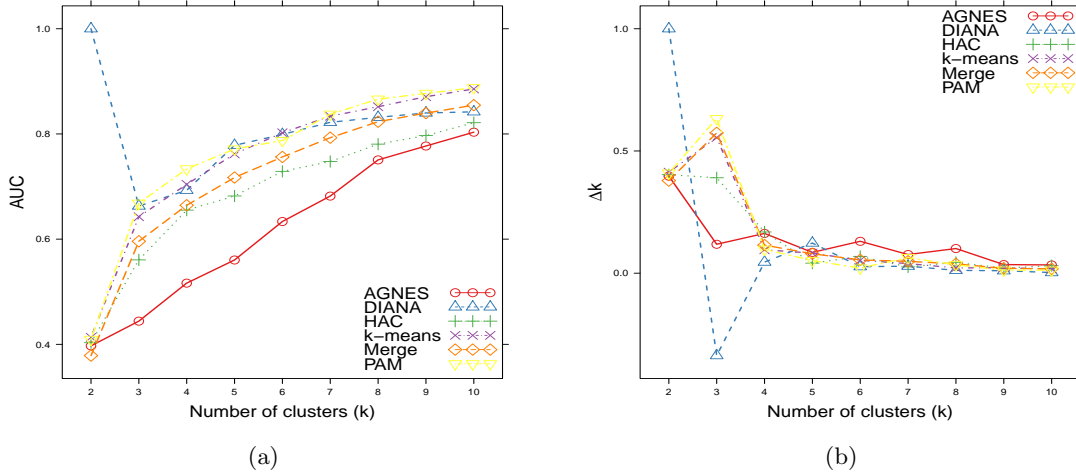 1.0
0.8
0.6
0.4
AUC
2 3 4 5 6 7 8 9 10
Number of clusters (k)
AGNES
DIANA
HAC
k−means
Merge
PAM
(a)
1.0
0.5
0.0
Δk
2 3 4 5 6 7 8 9 10
Number of clusters (k)
AGNES
DIANA
HAC
k−means
Merge
PAM
(b)